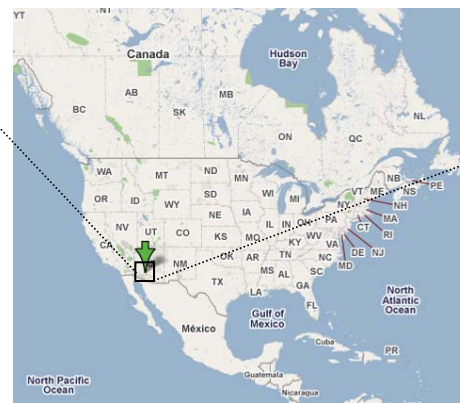 YT
Canada
Hudson
Bay
AB
MB
BC
SK
NL
ON
QC
NB
PE
WA
MT
ND
MN
VT
ME
NS
OR
ID
SD
WI
MI
NY
NH
WY
IA
MA
NE
IL
IN
OH
PA
CT
NV
UT
CO
RI
KS
MO
KY
WV
VA
DE
NJ
CA
OK
AR
TN
NC
MD
NM
MS
AL
SC
TX
GA
LA
North
Atlantic
Ocean
FL
Gulf of
Mexico
México
Cuba
PR
Guatemala
Nicaragua
North Pacific
Ocean